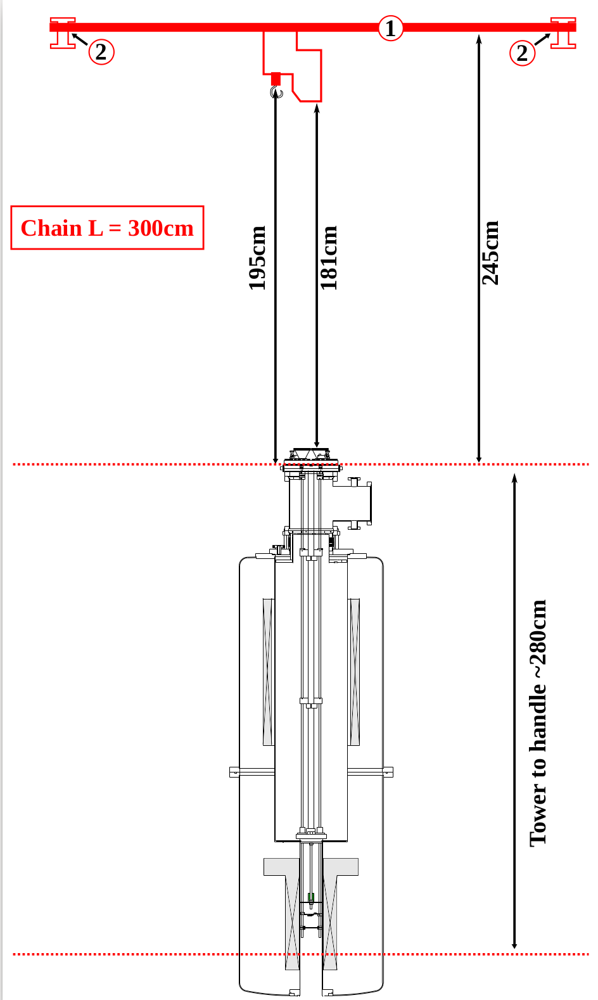 1
2
2
Chain L = 300cm
195cm
181cm
245cm
Tower to handle ~280cm